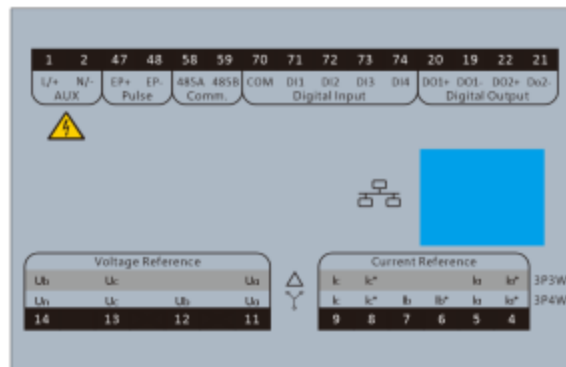 1 2 47 48 58 59 70 71 72 73 74 20 19 22 21
L/+ N/- EP+ EP- 485A 485B COM DI1 DI2 DI3 DI4 DO1+ DO1- DO2+ Do2-
AUX Pulse Comm. Digital Input Digital Output
Voltage Reference Current Reference
Ub Uc Ua Ic Ic* Ia Ia* 3P3W
Un Uc Ub Ua Ic Ic* Ib Ib* Ia Ia* 3P4W
14 13 12 11 9 8 7 6 5 4